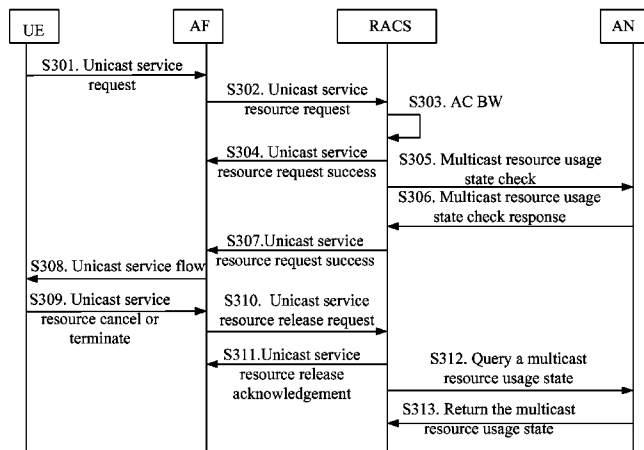 UE
AF
RACS
AN
S301. Unicast service
request
S302. Unicast service
resource request
S303. AC BW
S304. Unicast service
resource request success
S305. Multicast resource usage
state check
S306. Multicast resource usage
state check response
S307.Unicast service
resource request success
S308. Unicast service flow
S309. Unicast service
resource cancel or
terminate
S310. Unicast service
resource release request
S311.Unicast service
resource release
acknowledgement
S312. Query a multicast
resource usage state
S313. Return the multicast
resource usage state